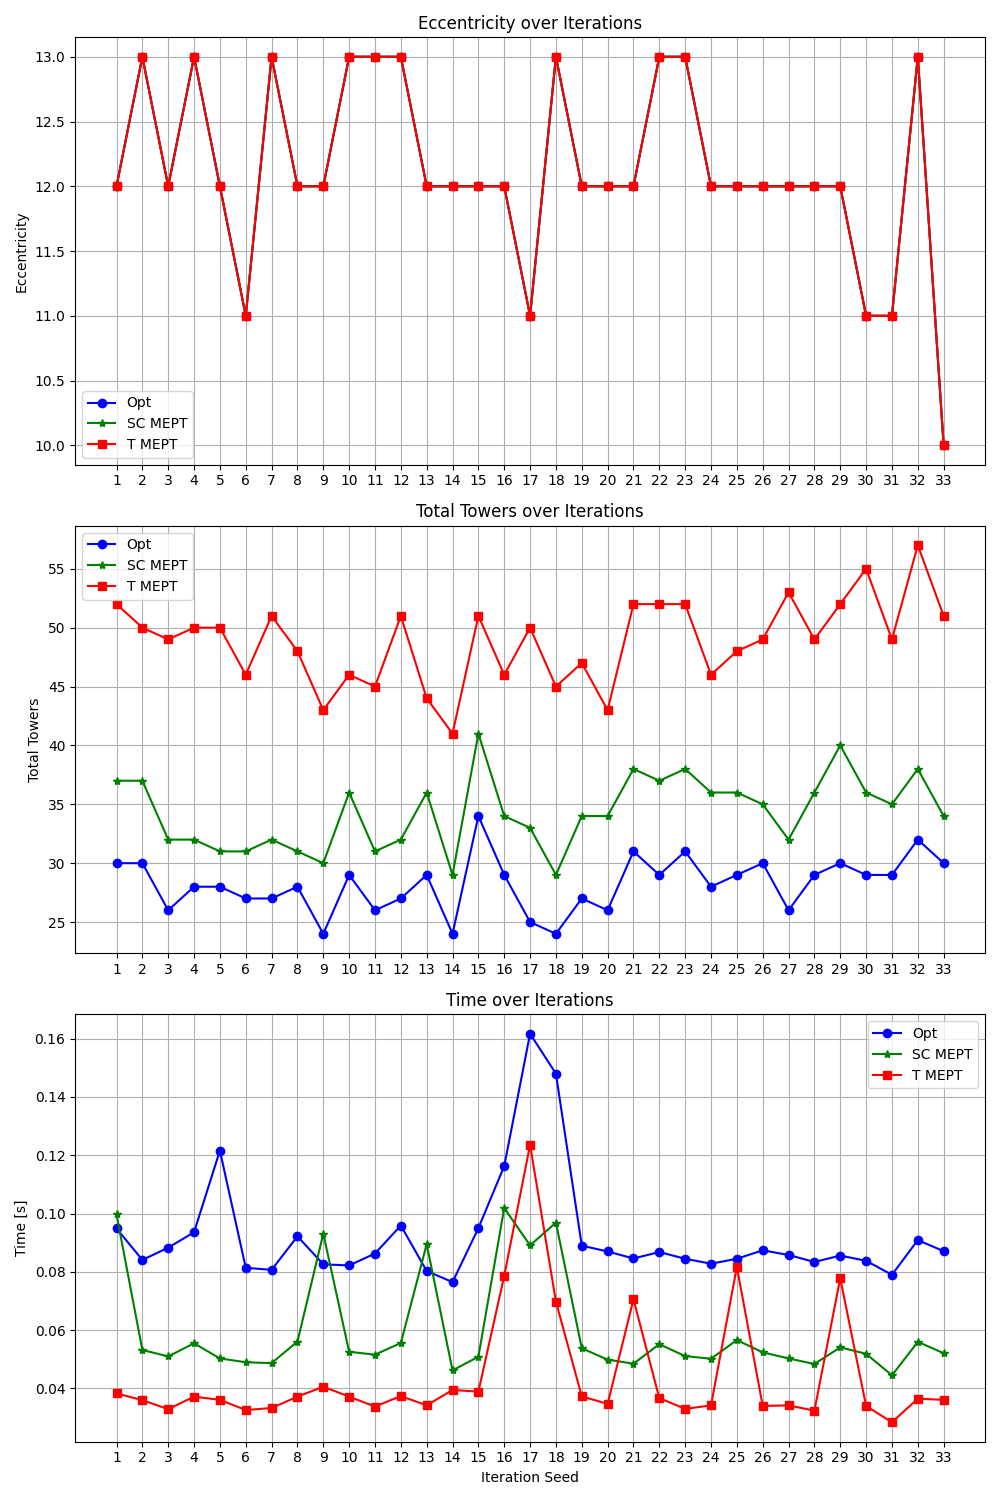 Eccentricity over Iterations
13.0
12.5
12.0
11.5
11.0
10.5
10.0
Eccentricity
Opt
SC MEPT
T MEPT
1 2 3 4 5 6 7 8 9 10 11 12 13 14 15 16 17 18 19 20 21 22 23 24 25 26 27 28 29 30 31 32 33
Total Towers over Iterations
Opt
SC MEPT
T MEPT
55
50
45
40
35
30
25
Total Towers
1 2 3 4 5 6 7 8 9 10 11 12 13 14 15 16 17 18 19 20 21 22 23 24 25 26 27 28 29 30 31 32 33
Time over Iterations
Opt
SC MEPT
T MEPT
0.16
0.14
0.12
0.10
0.08
0.06
0.04
Time [s]
1 2 3 4 5 6 7 8 9 10 11 12 13 14 15 16 17 18 19 20 21 22 23 24 25 26 27 28 29 30 31 32 33
Iteration Seed